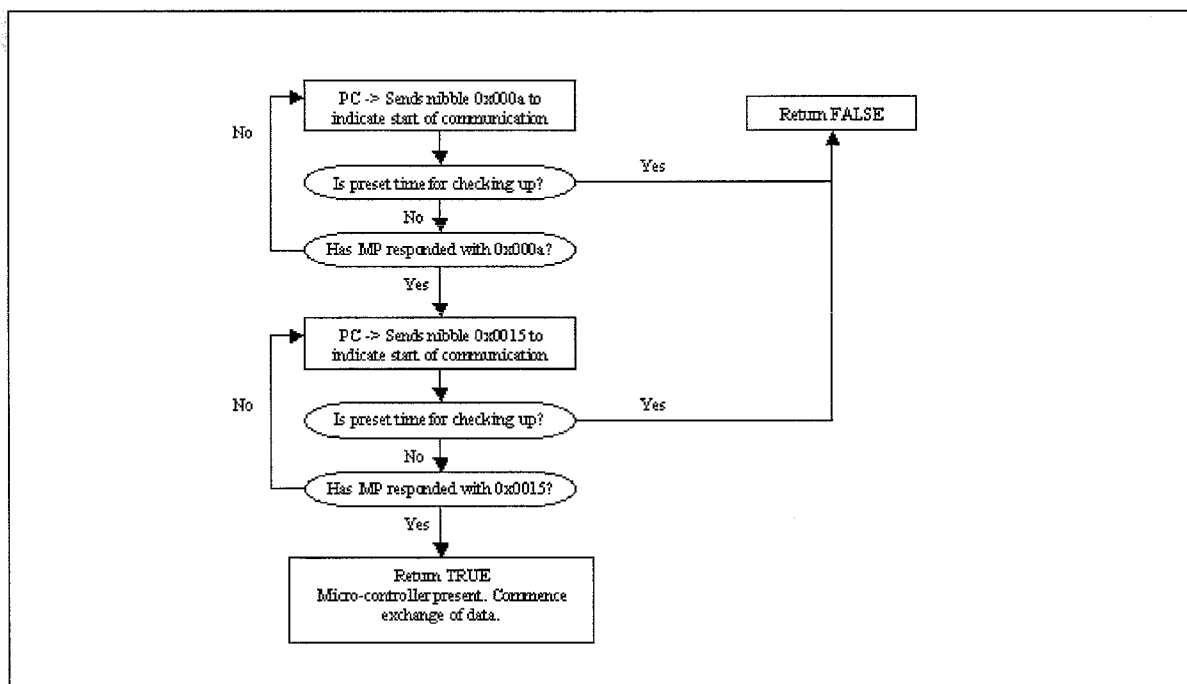 PC -> Sends nibble 0x000a to
indicate start of communication
Return FALSE
No
Yes
Is preset time for checking up?
No
Has MP responded with 0x000a?
Yes
PC -> Sends nibble 0x0015 to
indicate start of communication
No
Yes
Is preset time for checking up?
No
Has MP responded with 0x0015?
Yes
Return TRUE
Micro-controller present.. Commence
exchange of data..